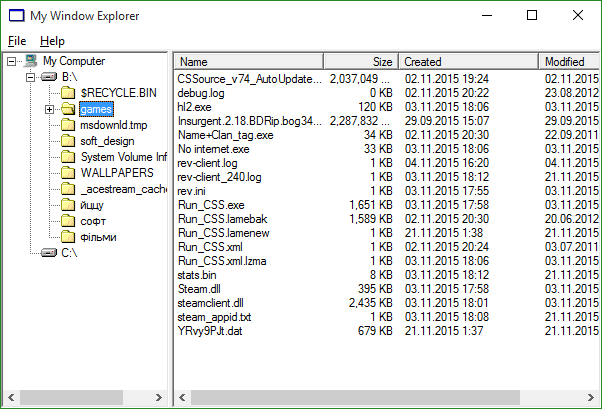 My Window Explorer
File Help
My Computer
B:\
$RECYCLE.BIN
games
msdownld.tmp
soft_design
System Volume Inf
WALLPAPERS
_acestream_cache
йццу
софт
фільми
C:\
Name Size Created Modified
CSSource_v74_AutoUpdate... 2,037,049 ... 02.11.2015 19:24 02.11.2015
debug.log 0 KB 02.11.2015 20:22 23.08.2012
hl2.exe 120 KB 03.11.2015 18:06 03.11.2015
Insurgent.2.18.BDRip.bog34... 2,287,832 ... 29.09.2015 15:07 29.09.2015
Name+Clan_tag.exe 34 KB 02.11.2015 20:30 22.09.2011
No internet.exe 33 KB 03.11.2015 18:06 03.11.2015
rev-client.log 1 KB 04.11.2015 16:20 04.11.2015
rev-client_240.log 1 KB 03.11.2015 18:12 21.11.2015
rev.ini 1 KB 03.11.2015 17:55 03.11.2015
Run_CSS.exe 1,651 KB 03.11.2015 17:58 03.11.2015
Run_CSS.lamebak 1,589 KB 02.11.2015 20:30 20.06.2012
Run_CSS.lamenew 1 KB 21.11.2015 1:38 21.11.2015
Run_CSS.xml 1 KB 02.11.2015 20:24 03.07.2011
Run_CSS.xml.lzma 1 KB 03.11.2015 18:06 03.11.2015
stats.bin 8 KB 03.11.2015 18:12 21.11.2015
Steam.dll 395 KB 03.11.2015 17:58 03.11.2015
steamclient.dll 2,435 KB 03.11.2015 18:01 03.11.2015
steam_appid.txt 1 KB 03.11.2015 18:08 21.11.2015
YRvy9PJt.dat 679 KB 21.11.2015 1:37 21.11.2015